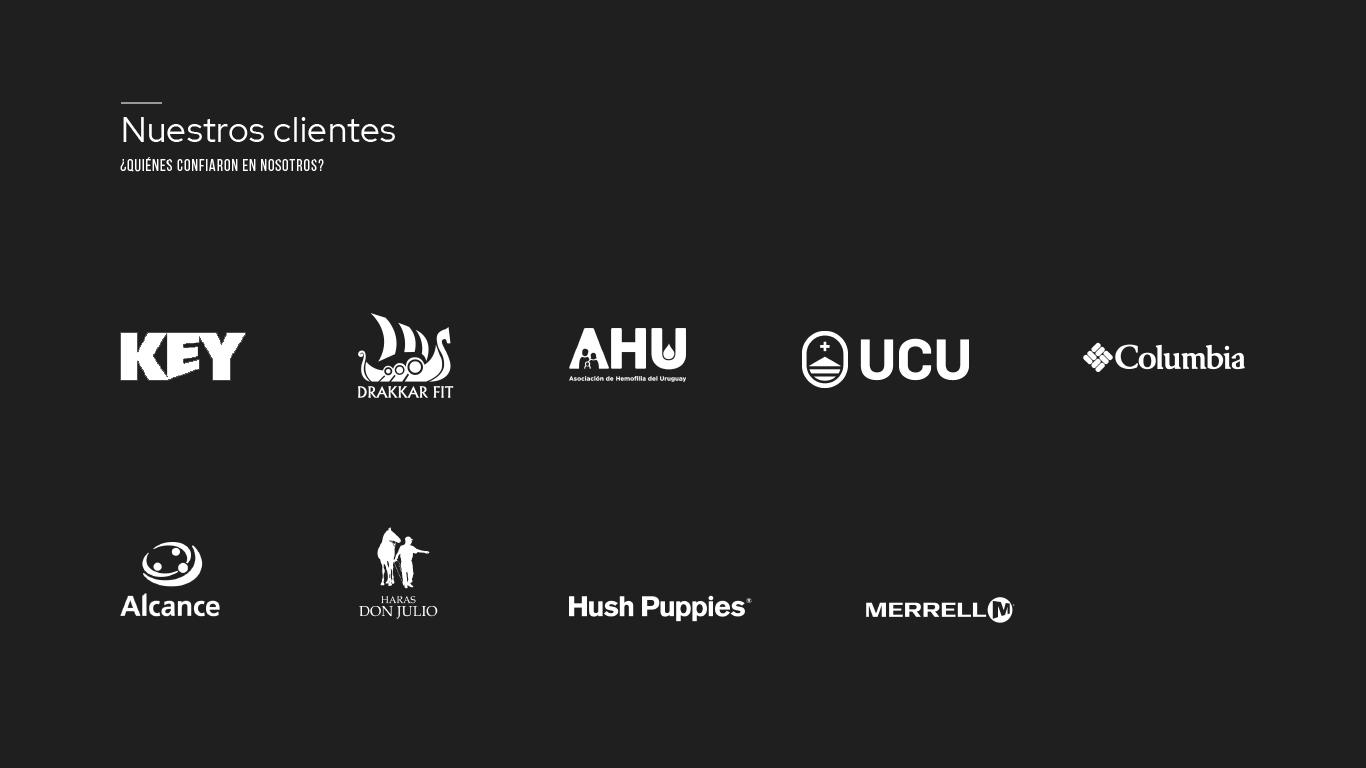 Nuestros clientes
¿QUIÉNES CONFIARON EN NOSOTROS?
KEY
DRAKKAR FIT
AHU
Asociación de Hemofilia del Uruguay
UCU
Columbia
Alcance
HARAS
DON JULIO
Hush Puppies®
MERRELL M